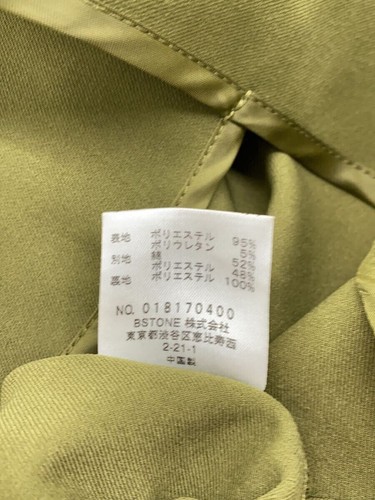 表地 ポリエステル 95%
ポリウレタン 5%
別地 綿 52%
ポリエステル 48%
裏地 ポリエステル 100%
NO. 018170400
BSTONE 株式会社
東京都渋谷区恵比寿西
2-21-1
中国製